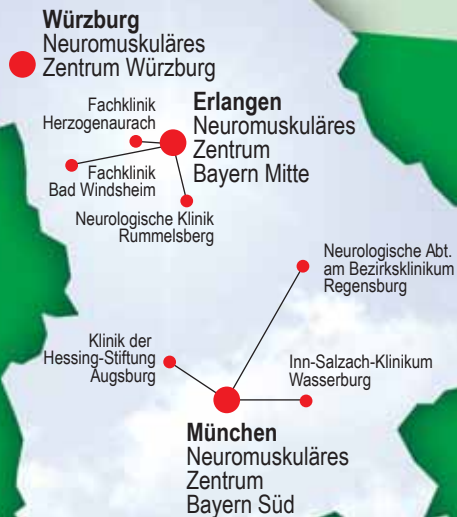 Würzburg
Neuromuskuläres
Zentrum Würzburg
Fachklinik
Herzogenaurach
Erlangen
Neuromuskuläres
Zentrum
Bayern Mitte
Fachklinik
Bad Windsheim
Neurologische Klinik
Rummelsberg
Neurologische Abt.
am Bezirksklinikum
Regensburg
Klinik der
Hessing-Stiftung
Augsburg
Inn-Salzach-Klinikum
Wasserburg
München
Neuromuskuläres
Zentrum
Bayern Süd